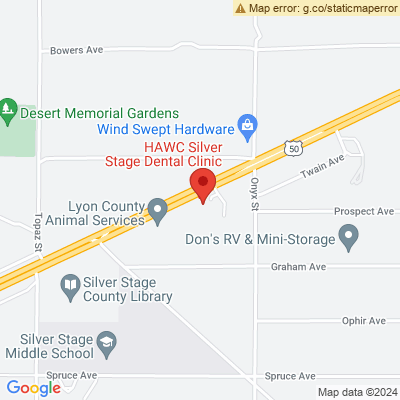 Map error: g.co/staticmaperror
Bowers Ave
Desert Memorial Gardens
Wind Swept Hardware
HAWC Silver
Stage Dental Clinic
50
Twain Ave
Onyx St
Topaz St
Lyon County
Animal Services
Prospect Ave
Don's RV & Mini-Storage
Graham Ave
Silver Stage
County Library
Ophir Ave
Silver Stage
Middle School
Spruce Ave
Spruce Ave
Google
Map data ©2024